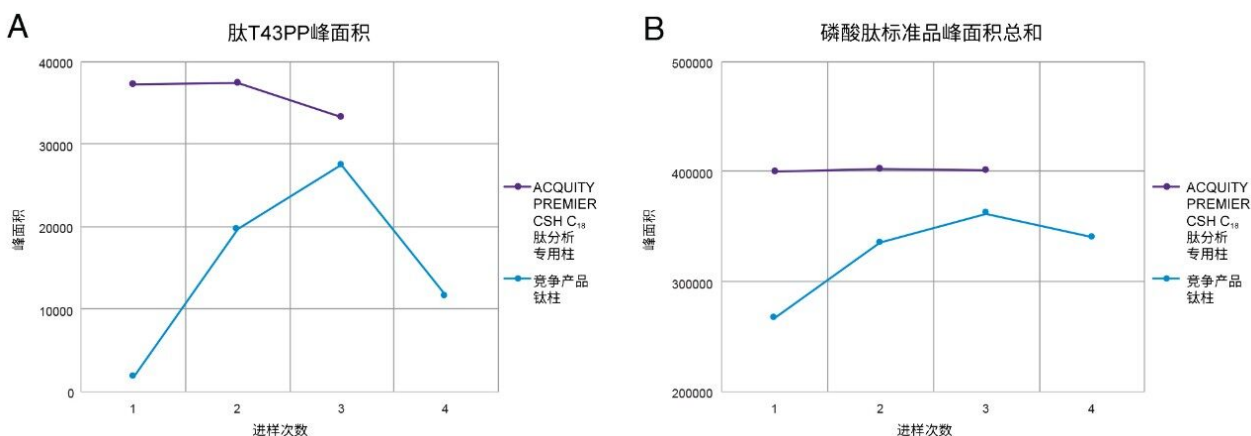 A
肽T43PP峰面积
40000
30000
20000
10000
0
峰面积
1
2
3
4
进样次数
ACQUITY
PREMIER
CSH C₁₈
肽分析
专用柱
竞争产品
钛柱
B
磷酸肽标准品峰面积总和
500000
400000
300000
200000
峰面积
1
2
3
4
进样次数
ACQUITY
PREMIER
CSH C₁₈
肽分析
专用柱
竞争产品
钛柱